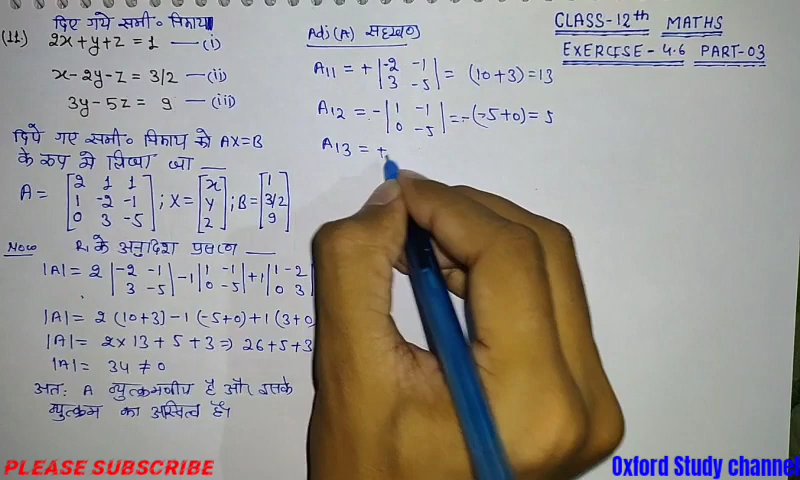 CLASS-12th MATHS
EXERCISE-4.6 PART-03
दिए गये समी० निकाय
(11.) 2x+y+z=1 —(i)
x-2y-z=3/2 —(ii)
3y-5z= 9 —(iii)
दिये गए समी० निकाय को AX=B
के रूप में लिखा जा —
A= [2 1 1; 1 -2 -1; 0 3 -5] ; X= [x; y; z] ; B= [1; 3/2; 9]
Now R₁ के अनुदिश प्रसरण —
|A|= 2 |-2 -1; 3 -5| -1 |1 -1; 0 -5| +1 |1 -2; 0 3|
|A|= 2 (10+3) -1 (-5+0) +1 (3+0
|A|= 2×13+5+3 ⇒ 26+5+3
|A|= 34 ≠ 0
अत: A व्युत्क्रमणीय है और इसके
व्युत्क्रम का अस्तित्व है।
Adj(A) सहखण्ड
A11 = + |-2 -1; 3 -5| = (10+3)=13
A12 = - |1 -1; 0 -5| = -(-5+0)= 5
A13 = +
PLEASE SUBSCRIBE
Oxford Study channel